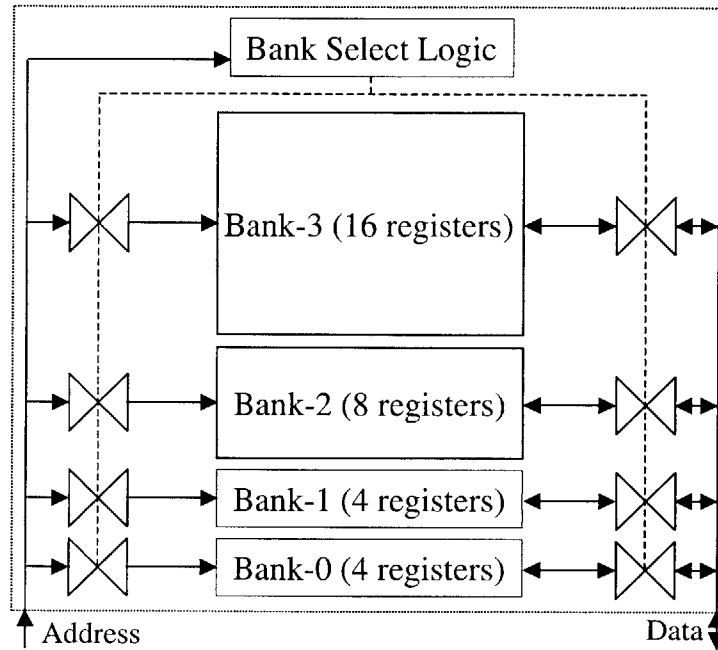 Bank Select Logic
Bank-3 (16 registers)
Bank-2 (8 registers)
Bank-1 (4 registers)
Bank-0 (4 registers)
Address
Data